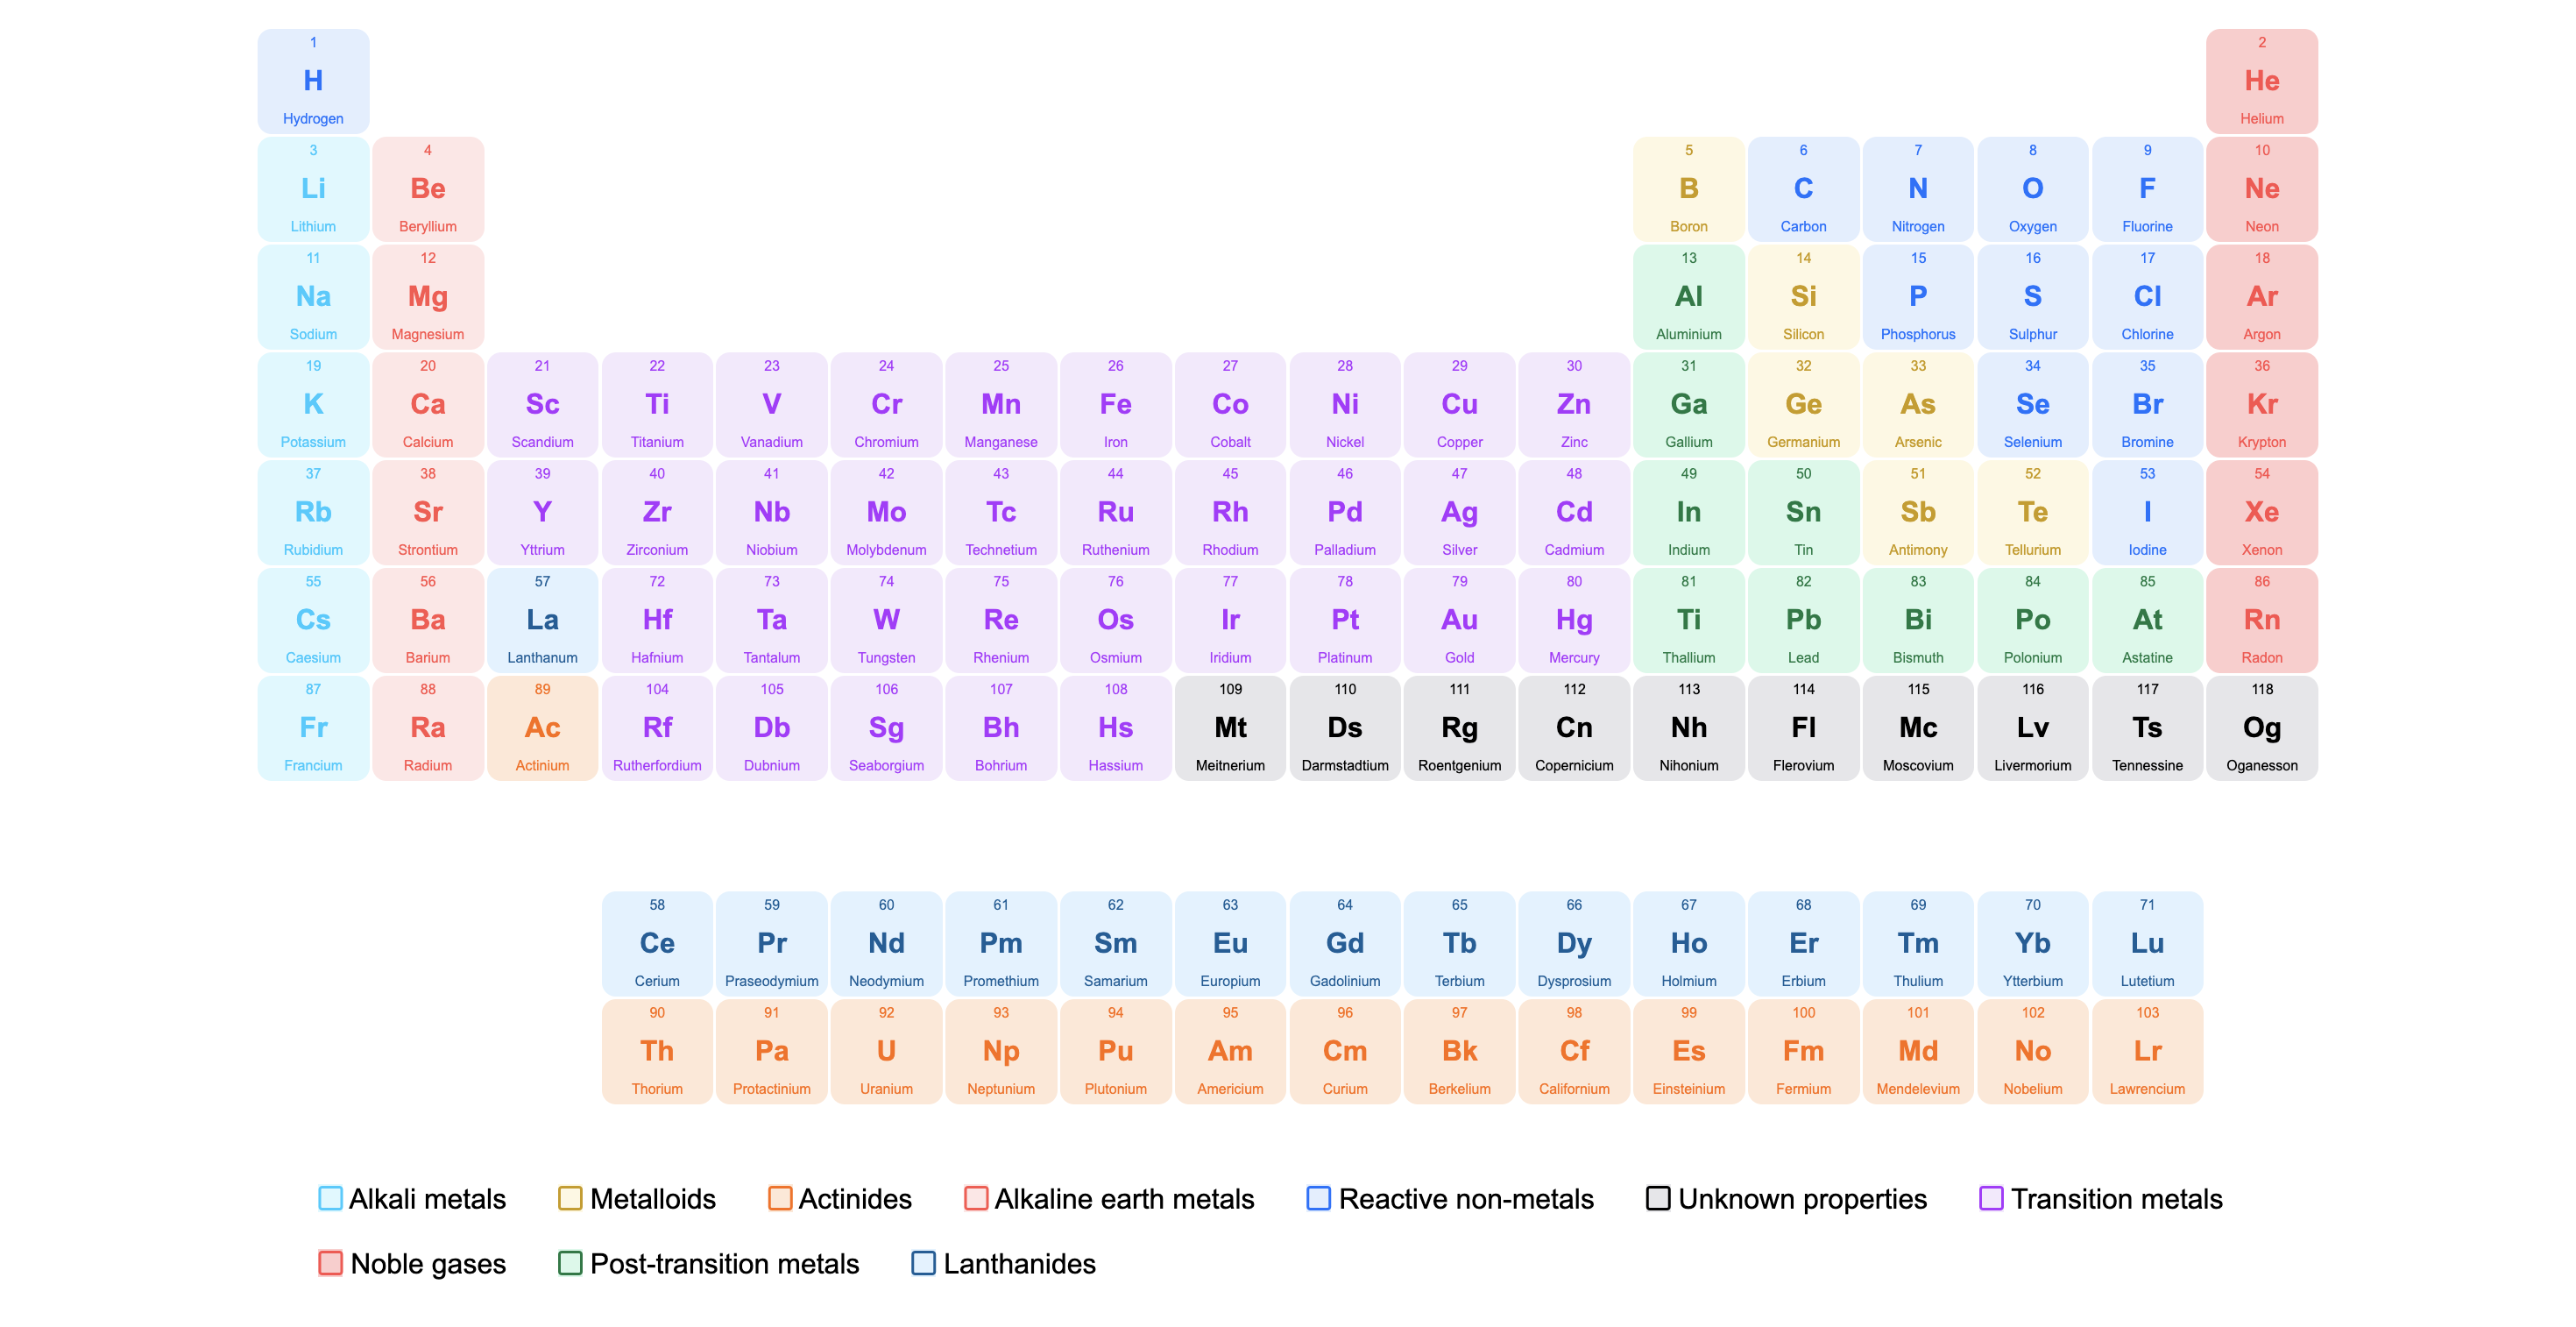 1 2
H He
Hydrogen Helium
3 4 5 6 7 8 9 10
Li Be B C N O F Ne
Lithium Beryllium Boron Carbon Nitrogen Oxygen Fluorine Neon
11 12 13 14 15 16 17 18
Na Mg Al Si P S Cl Ar
Sodium Magnesium Aluminium Silicon Phosphorus Sulphur Chlorine Argon
19 20 21 22 23 24 25 26 27 28 29 30 31 32 33 34 35 36
K Ca Sc Ti V Cr Mn Fe Co Ni Cu Zn Ga Ge As Se Br Kr
Potassium Calcium Scandium Titanium Vanadium Chromium Manganese Iron Cobalt Nickel Copper Zinc Gallium Germanium Arsenic Selenium Bromine Krypton
37 38 39 40 41 42 43 44 45 46 47 48 49 50 51 52 53 54
Rb Sr Y Zr Nb Mo Tc Ru Rh Pd Ag Cd In Sn Sb Te I Xe
Rubidium Strontium Yttrium Zirconium Niobium Molybdenum Technetium Ruthenium Rhodium Palladium Silver Cadmium Indium Tin Antimony Tellurium Iodine Xenon
55 56 57 72 73 74 75 76 77 78 79 80 81 82 83 84 85 86
Cs Ba La Hf Ta W Re Os Ir Pt Au Hg Ti Pb Bi Po At Rn
Caesium Barium Lanthanum Hafnium Tantalum Tungsten Rhenium Osmium Iridium Platinum Gold Mercury Thallium Lead Bismuth Polonium Astatine Radon
87 88 89 104 105 106 107 108 109 110 111 112 113 114 115 116 117 118
Fr Ra Ac Rf Db Sg Bh Hs Mt Ds Rg Cn Nh Fl Mc Lv Ts Og
Francium Radium Actinium Rutherfordium Dubnium Seaborgium Bohrium Hassium Meitnerium Darmstadtium Roentgenium Copernicium Nihonium Flerovium Moscovium Livermorium Tennessine Oganesson
58 59 60 61 62 63 64 65 66 67 68 69 70 71
Ce Pr Nd Pm Sm Eu Gd Tb Dy Ho Er Tm Yb Lu
Cerium Praseodymium Neodymium Promethium Samarium Europium Gadolinium Terbium Dysprosium Holmium Erbium Thulium Ytterbium Lutetium
90 91 92 93 94 95 96 97 98 99 100 101 102 103
Th Pa U Np Pu Am Cm Bk Cf Es Fm Md No Lr
Thorium Protactinium Uranium Neptunium Plutonium Americium Curium Berkelium Californium Einsteinium Fermium Mendelevium Nobelium Lawrencium
Alkali metals Metalloids Actinides Alkaline earth metals Reactive non-metals Unknown properties Transition metals
Noble gases Post-transition metals Lanthanides